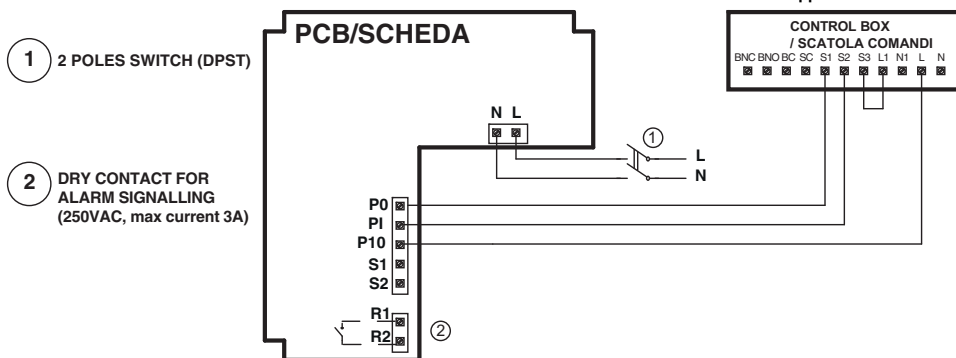 PCB/SCHEDA
CONTROL BOX
/ SCATOLA COMANDI
BNC BNO BC SC S1 S2 S3 L1 N1 L N
1 2 POLES SWITCH (DPST)
N L
1
L
N
2 DRY CONTACT FOR
ALARM SIGNALLING
(250VAC, max current 3A)
P0
PI
P10
S1
S2
R1
R2
2